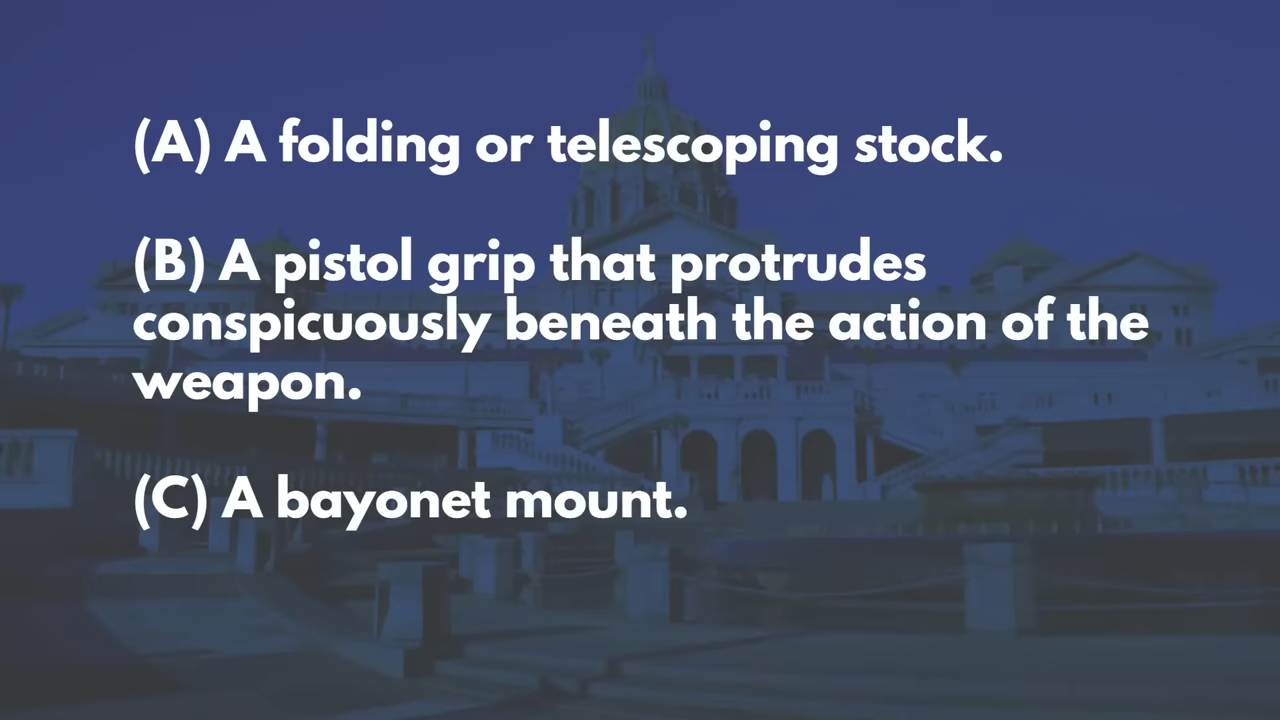 (A) A folding or telescoping stock.
(B) A pistol grip that protrudes
conspicuously beneath the action of the
weapon.
(C) A bayonet mount.